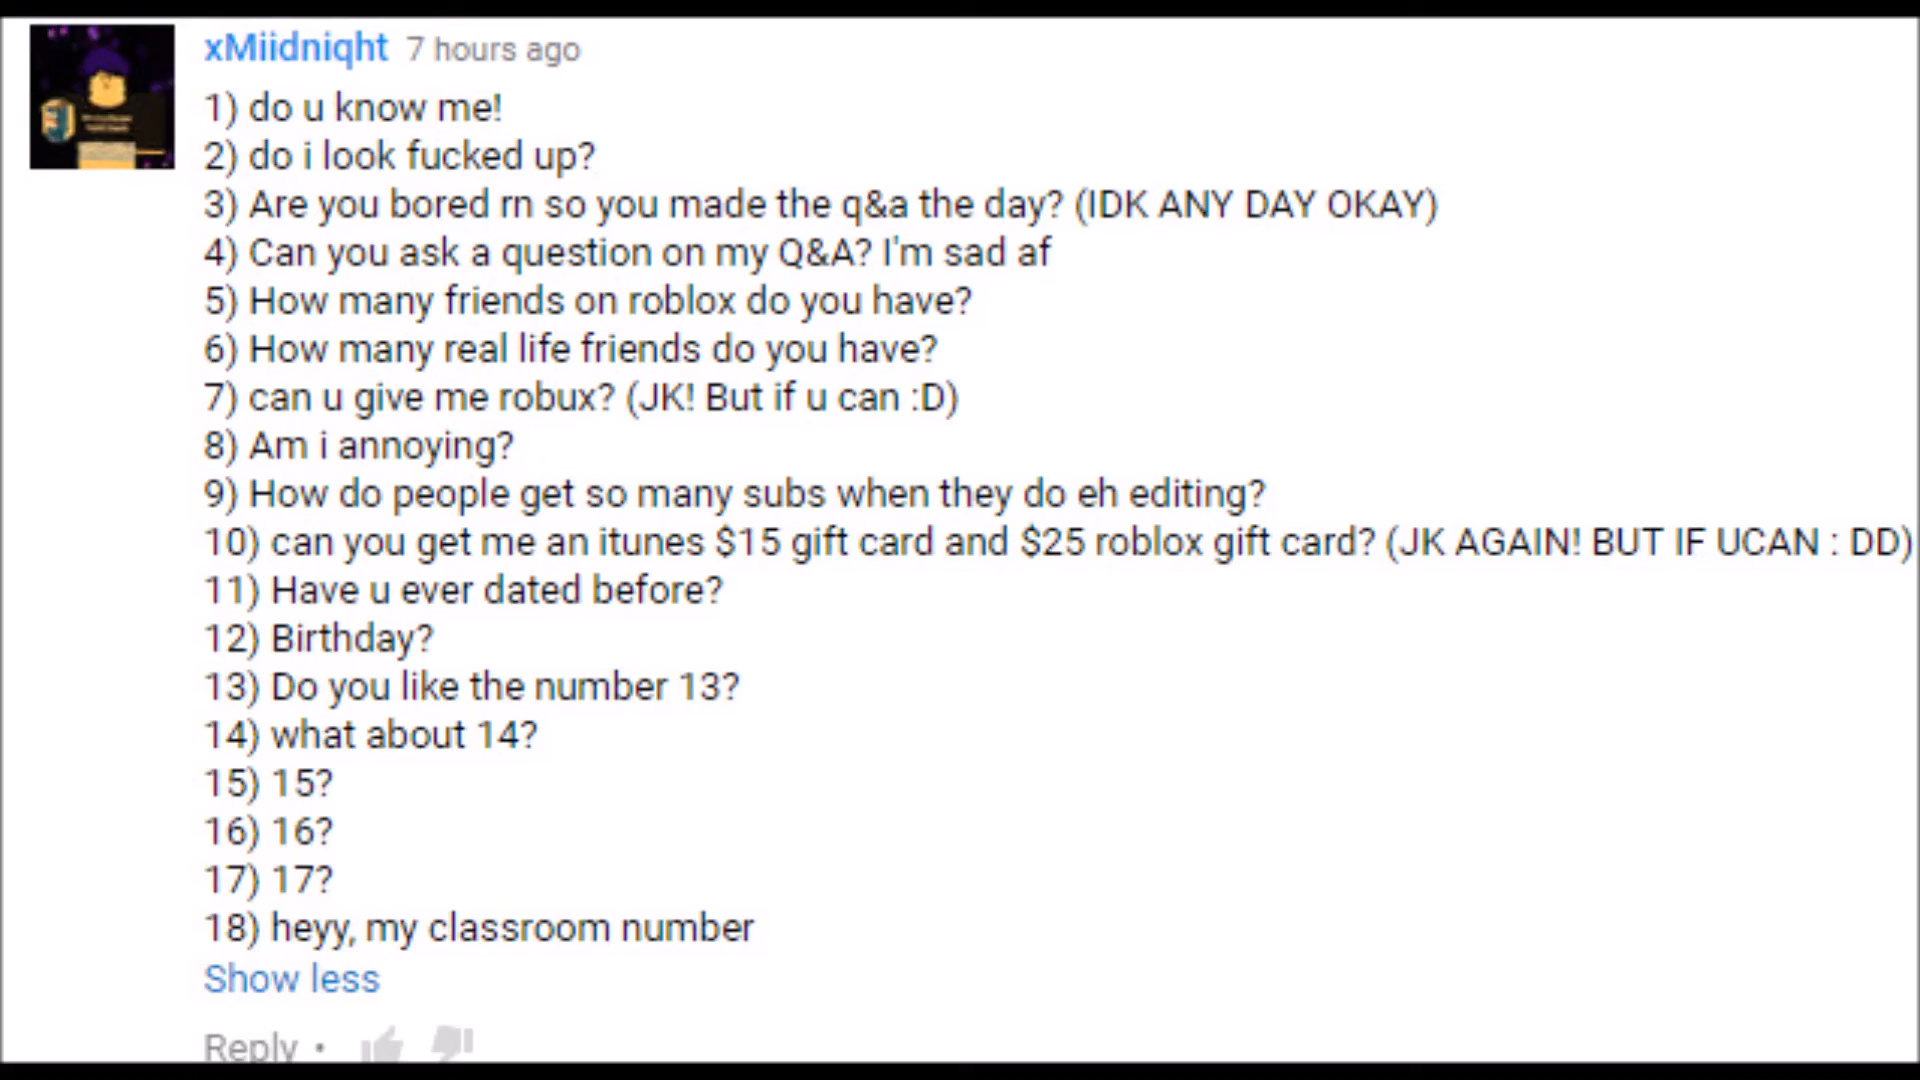 xMiidniqht 7 hours ago
1) do u know me!
2) do i look fucked up?
3) Are you bored rn so you made the q&a the day? (IDK ANY DAY OKAY)
4) Can you ask a question on my Q&A? I'm sad af
5) How many friends on roblox do you have?
6) How many real life friends do you have?
7) can u give me robux? (JK! But if u can :D)
8) Am i annoying?
9) How do people get so many subs when they do eh editing?
10) can you get me an itunes $15 gift card and $25 roblox gift card? (JK AGAIN! BUT IF UCAN : DD)
11) Have u ever dated before?
12) Birthday?
13) Do you like the number 13?
14) what about 14?
15) 15?
16) 16?
17) 17?
18) heyy, my classroom number
Show less
Reply •